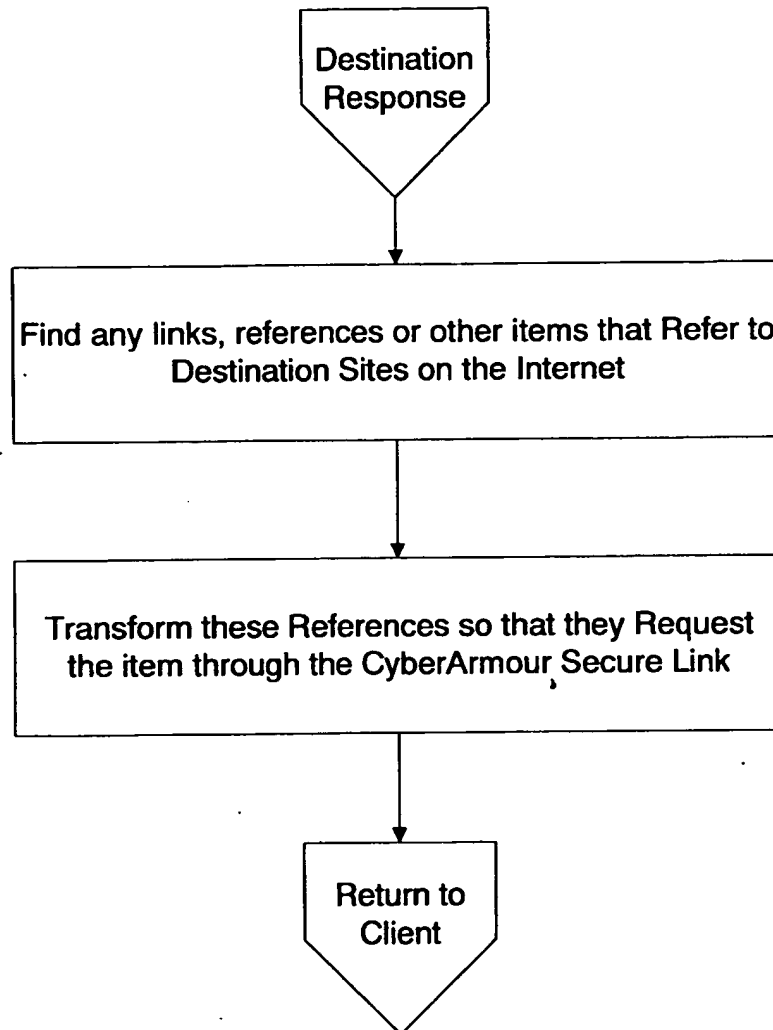 Destination
Response
Find any links, references or other items that Refer to
Destination Sites on the Internet
Transform these References so that they Request
the item through the CyberArmour Secure Link
Return to
Client